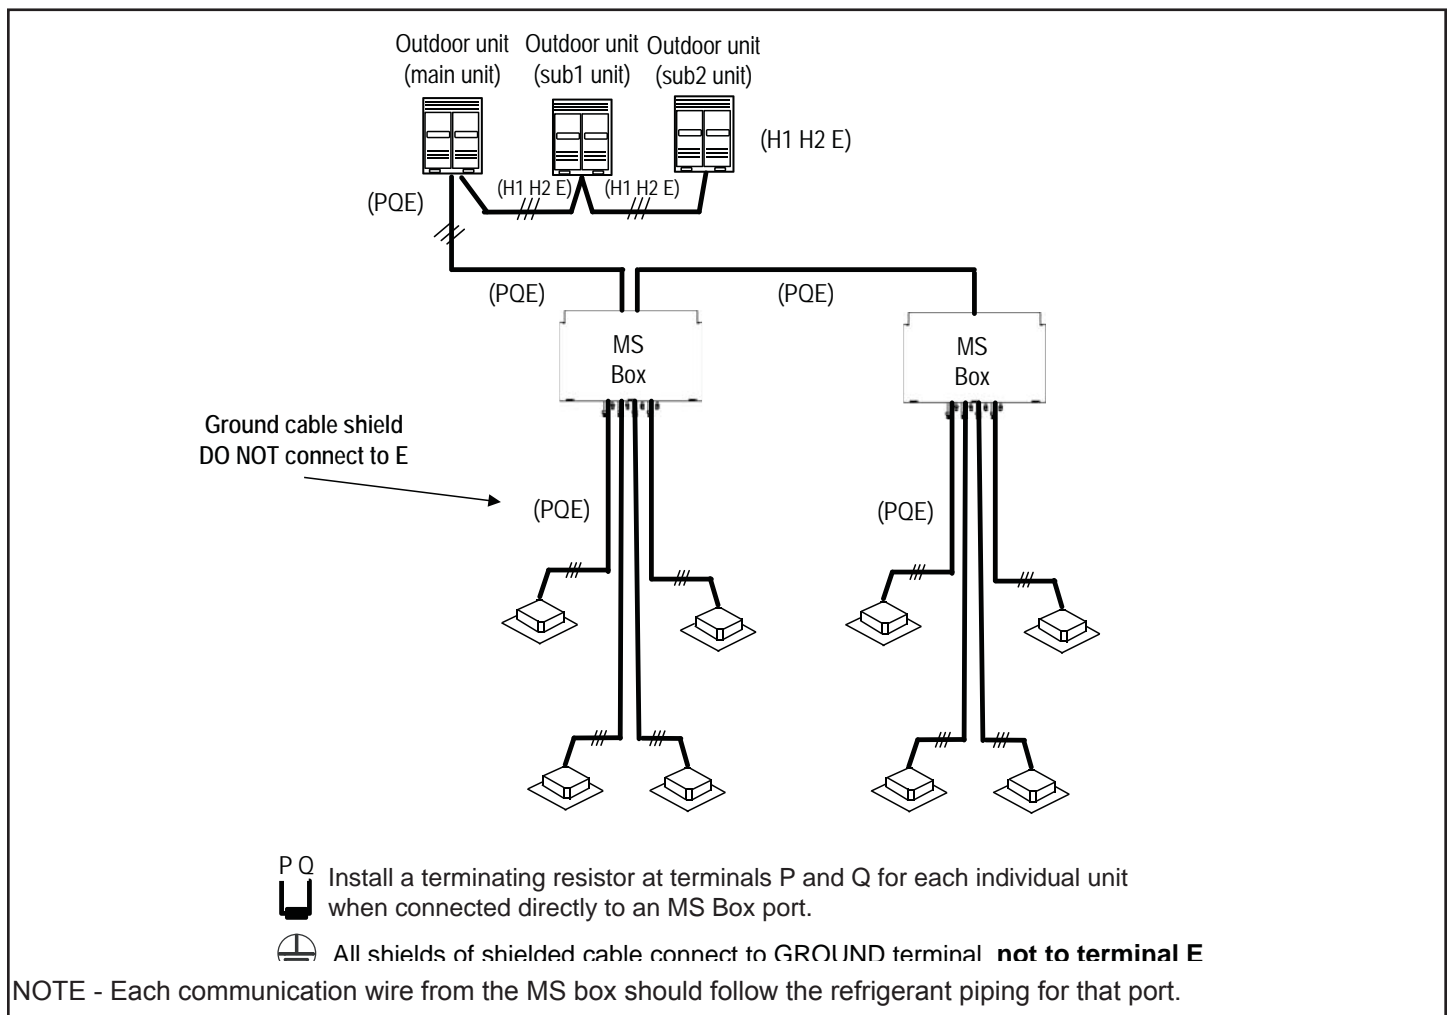 Outdoor unit
(main unit)
Outdoor unit
(sub1 unit)
Outdoor unit
(sub2 unit)
(H1 H2 E)
(H1 H2 E)
(H1 H2 E)
(PQE)
(PQE)
(PQE)
MS
Box
MS
Box
Ground cable shield
DO NOT connect to E
(PQE)
(PQE)
P Q
Install a terminating resistor at terminals P and Q for each individual unit
when connected directly to an MS Box port.
All shields of shielded cable connect to GROUND terminal not to terminal E
NOTE - Each communication wire from the MS box should follow the refrigerant piping for that port.